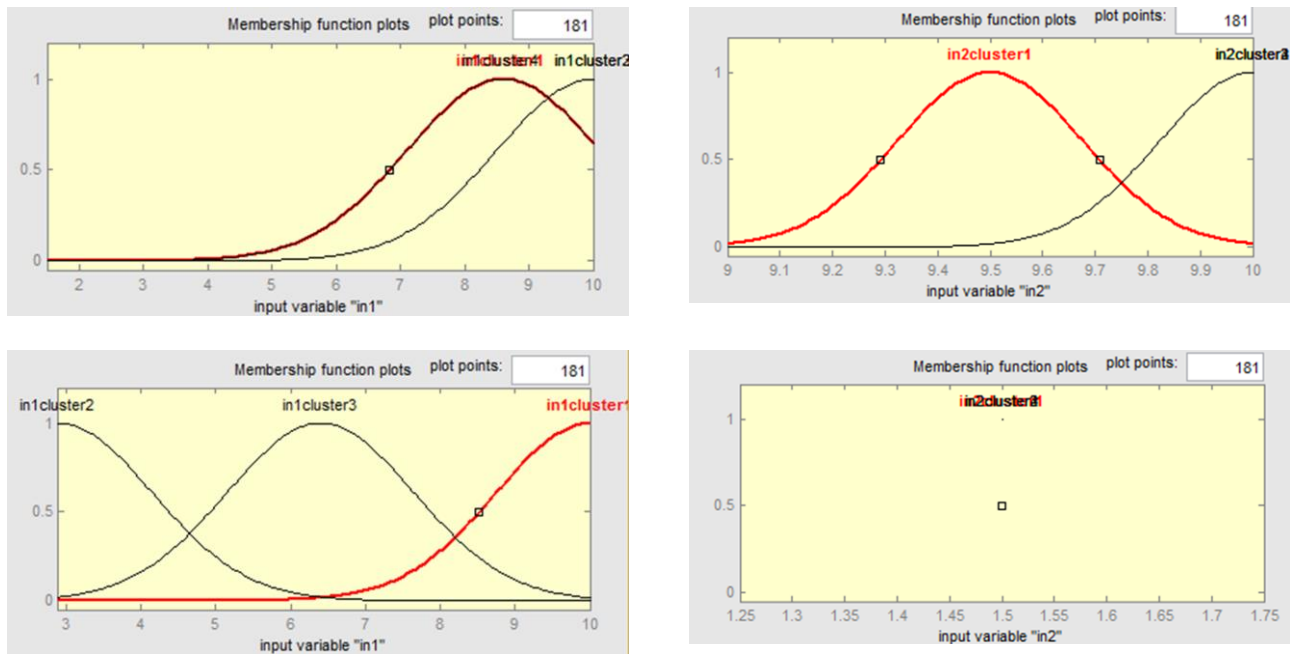 Membership function plots plot points: 181
in1cluster2
1
0.5
0
2 3 4 5 6 7 8 9 10
input variable "in1"
Membership function plots plot points: 181
in2cluster1
1
0.5
0
9 9.1 9.2 9.3 9.4 9.5 9.6 9.7 9.8 9.9 10
input variable "in2"
Membership function plots plot points: 181
in1cluster2 in1cluster3 in1cluster1
1
0.5
0
3 4 5 6 7 8 9 10
input variable "in1"
Membership function plots plot points: 181
1
0.5
0
1.25 1.3 1.35 1.4 1.45 1.5 1.55 1.6 1.65 1.7 1.75
input variable "in2"